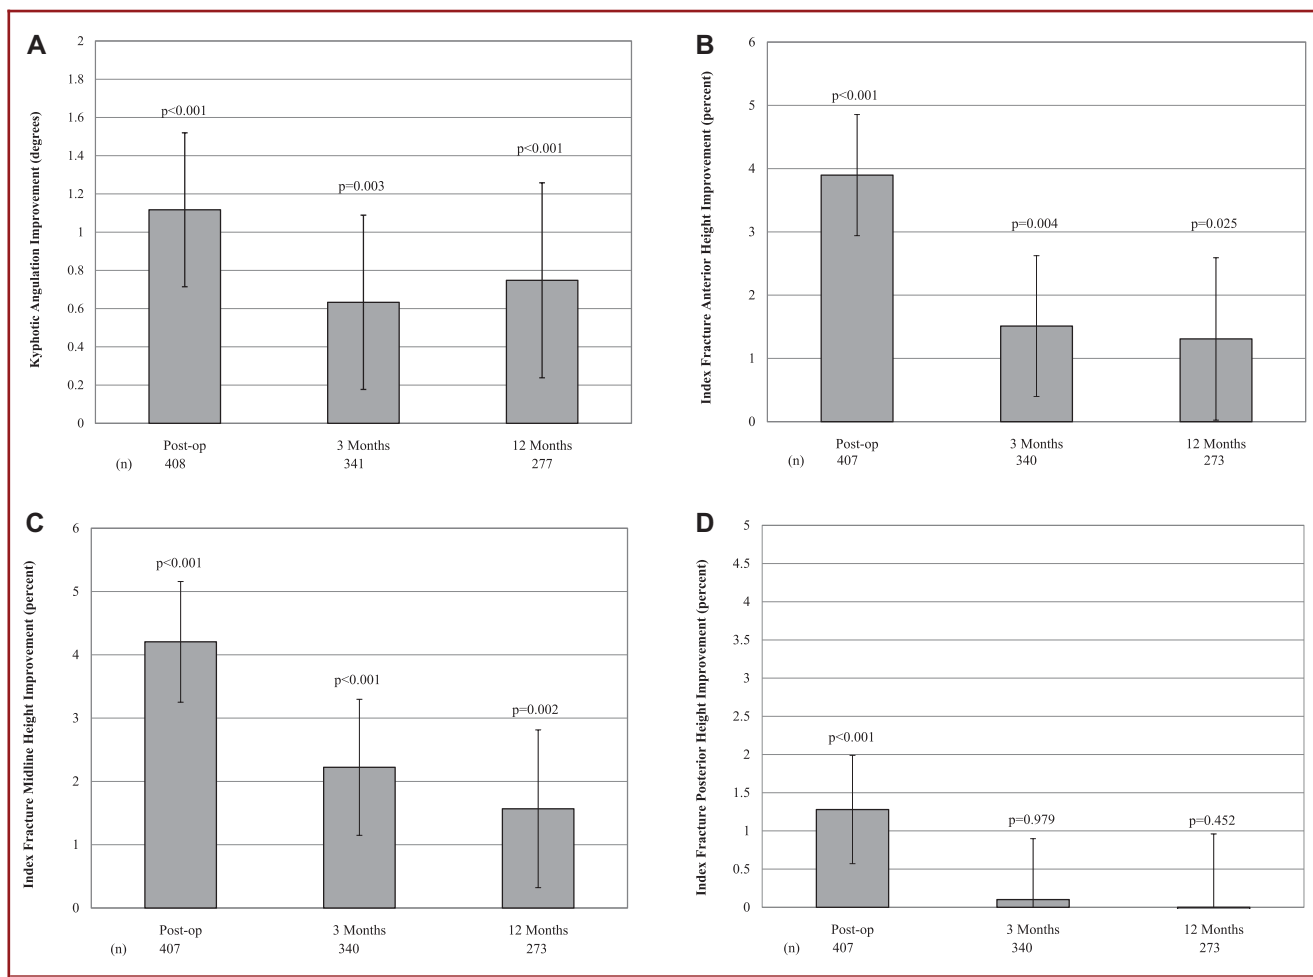 A
Kyphotic Angulation Improvement (degrees)
2
1.8
1.6
1.4
1.2
1
0.8
0.6
0.4
0.2
0
p<0.001
p=0.003
p<0.001
Post-op 3 Months 12 Months
(n) 408 341 277
B
Index Fracture Anterior Height Improvement (percent)
6
5
4
3
2
1
0
p<0.001
p=0.004
p=0.025
Post-op 3 Months 12 Months
(n) 407 340 273
C
Index Fracture Midline Height Improvement (percent)
6
5
4
3
2
1
0
p<0.001
p<0.001
p=0.002
Post-op 3 Months 12 Months
(n) 407 340 273
D
Index Fracture Posterior Height Improvement (percent)
5
4.5
4
3.5
3
2.5
2
1.5
1
0.5
0
p<0.001
p=0.979
p=0.452
Post-op 3 Months 12 Months
(n) 407 340 273